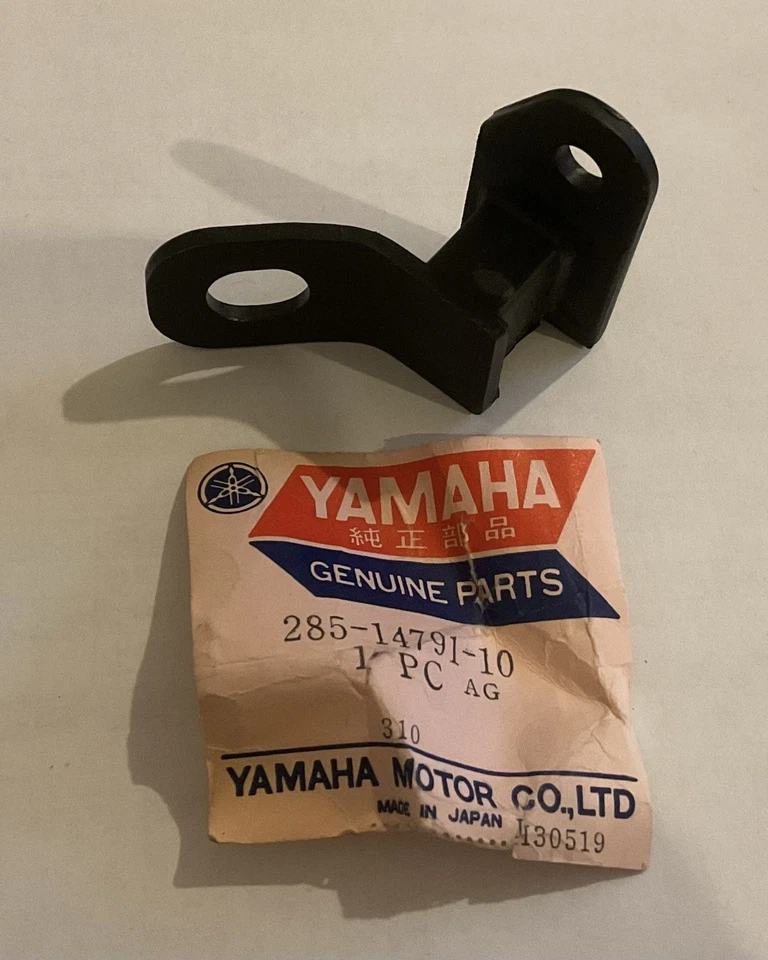 YAMAHA
純正部品
GENUINE PARTS
285-14791-10
1 PC AG
310
YAMAHA MOTOR CO.,LTD
MADE IN JAPAN
130519